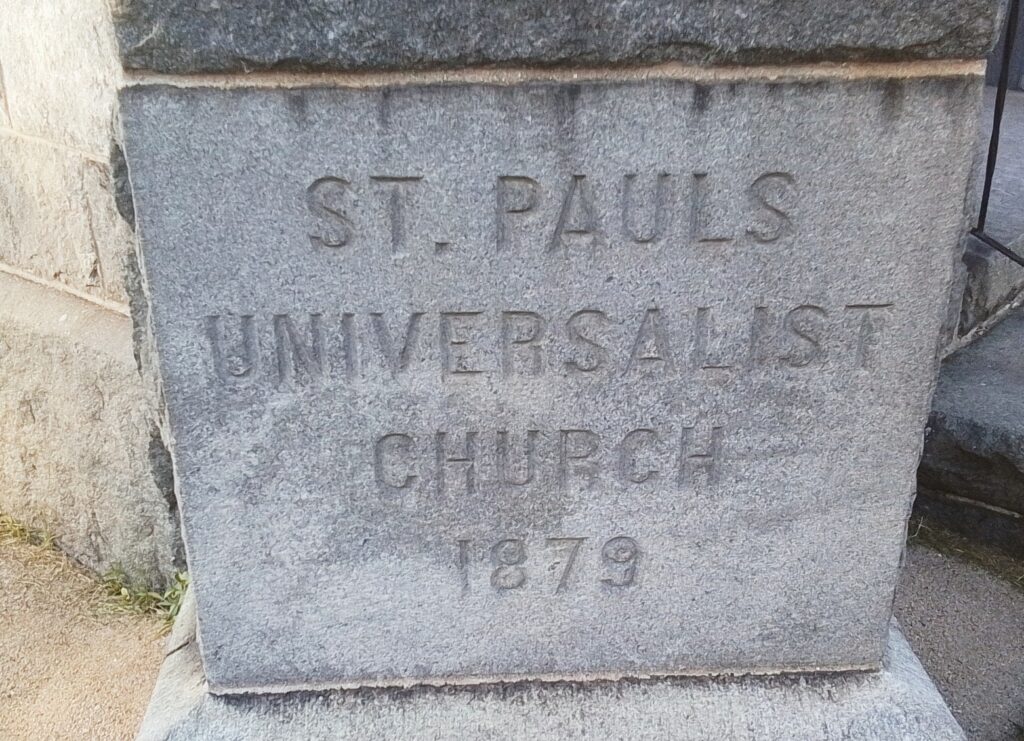 ST. PAULS
UNIVERSALIST
CHURCH
1879